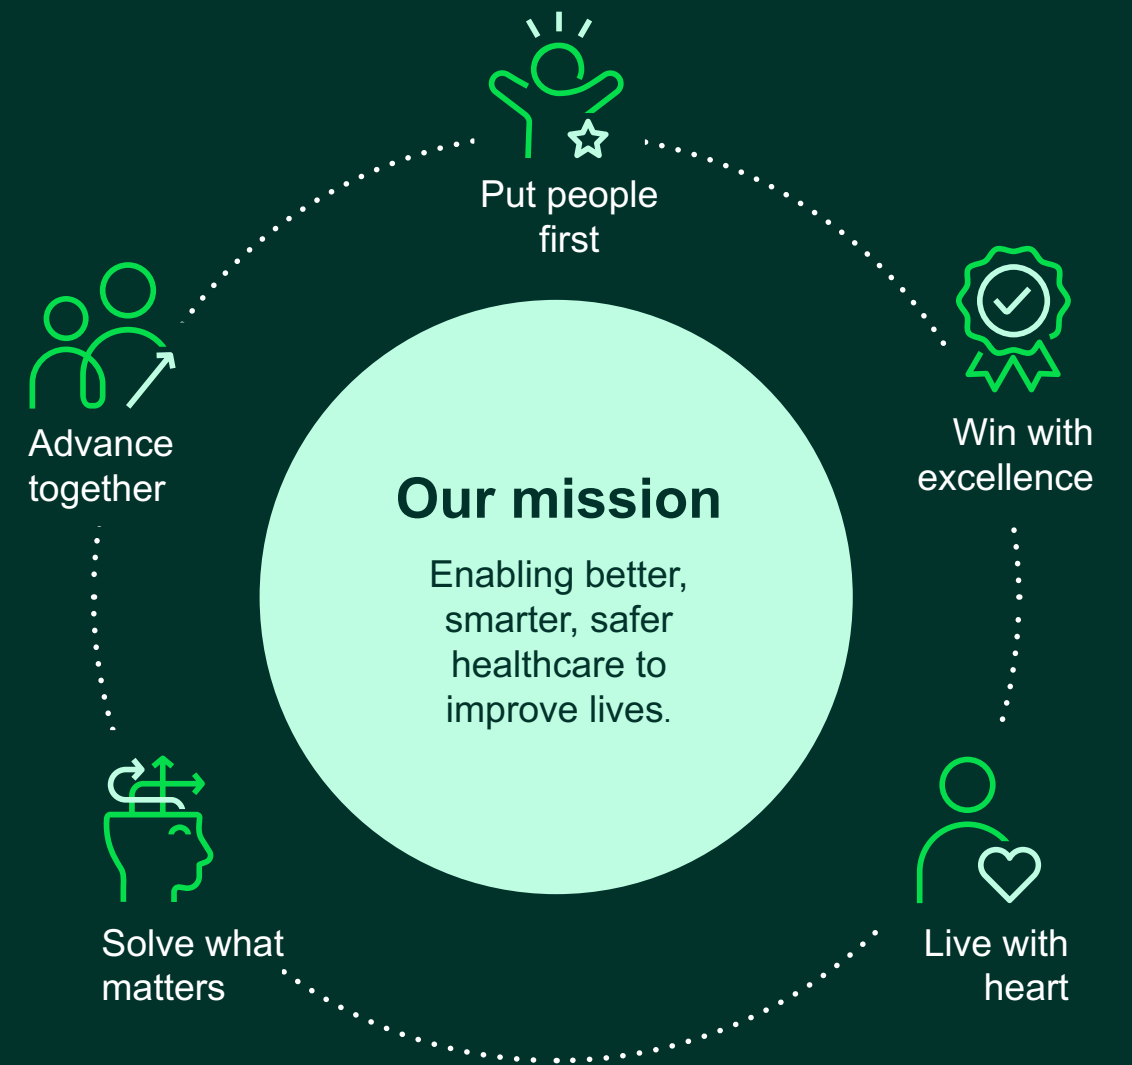 Put people
first
Win with
excellence
Advance
together
Our mission
Enabling better,
smarter, safer
healthcare to
improve lives.
Solve what
matters
Live with
heart